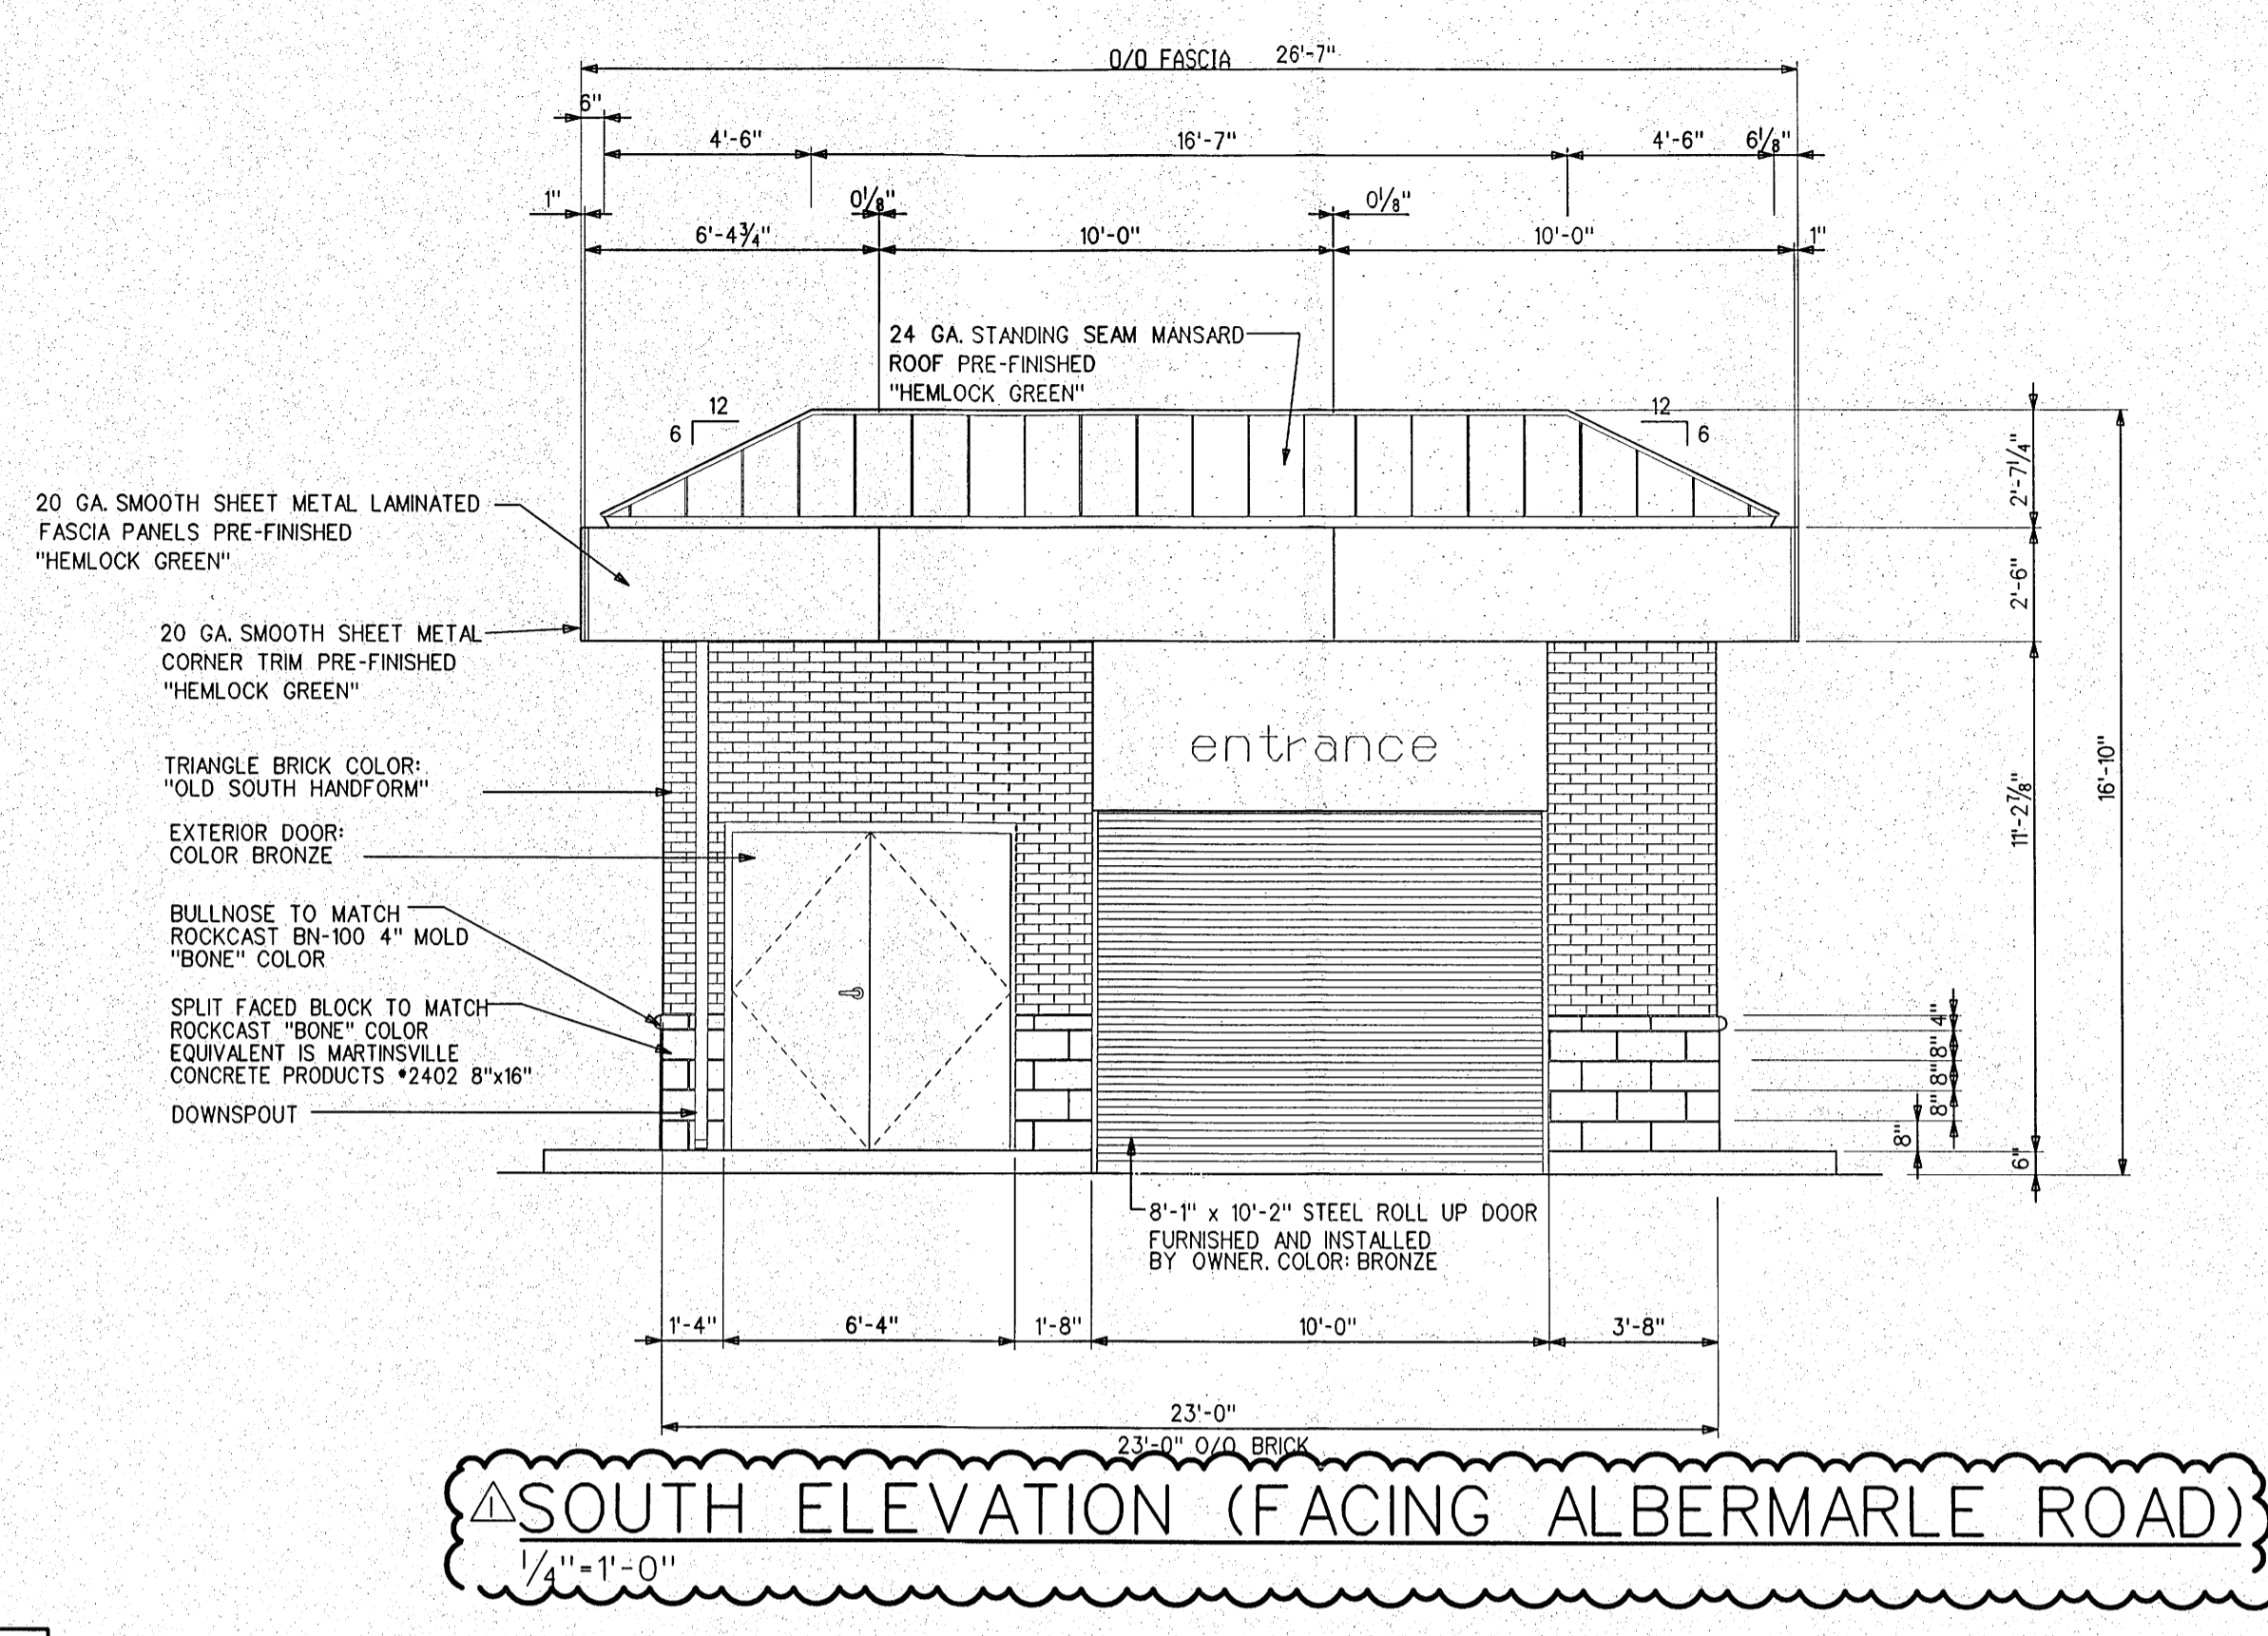 O/O FASCIA 26'-7"
6"
4'-6" 16'-7" 4'-6" 6⅛"
1" 0⅛" 0⅛"
6'-4¾" 10'-0" 10'-0" 1"
24 GA. STANDING SEAM MANSARD
ROOF PRE-FINISHED
"HEMLOCK GREEN"
12
6
12
6
2'-7¼"
2'-6"
11'-2⅞"
6"
16'-10"
20 GA. SMOOTH SHEET METAL LAMINATED
FASCIA PANELS PRE-FINISHED
"HEMLOCK GREEN"
20 GA. SMOOTH SHEET METAL
CORNER TRIM PRE-FINISHED
"HEMLOCK GREEN"
entrance
TRIANGLE BRICK COLOR:
"OLD SOUTH HANDFORM"
EXTERIOR DOOR:
COLOR BRONZE
BULLNOSE TO MATCH
ROCKCAST BN-100 4" MOLD
"BONE" COLOR
SPLIT FACED BLOCK TO MATCH
ROCKCAST "BONE" COLOR
EQUIVALENT IS MARTINSVILLE
CONCRETE PRODUCTS *2402 8"x16"
DOWNSPOUT
4"
8"
8"
8"
8"
8'-1" x 10'-2" STEEL ROLL UP DOOR
FURNISHED AND INSTALLED
BY OWNER. COLOR: BRONZE
1'-4" 6'-4" 1'-8" 10'-0" 3'-8"
23'-0"
23'-0" O/O BRICK
1 SOUTH ELEVATION (FACING ALBERMARLE ROAD)
1/4"=1'-0"